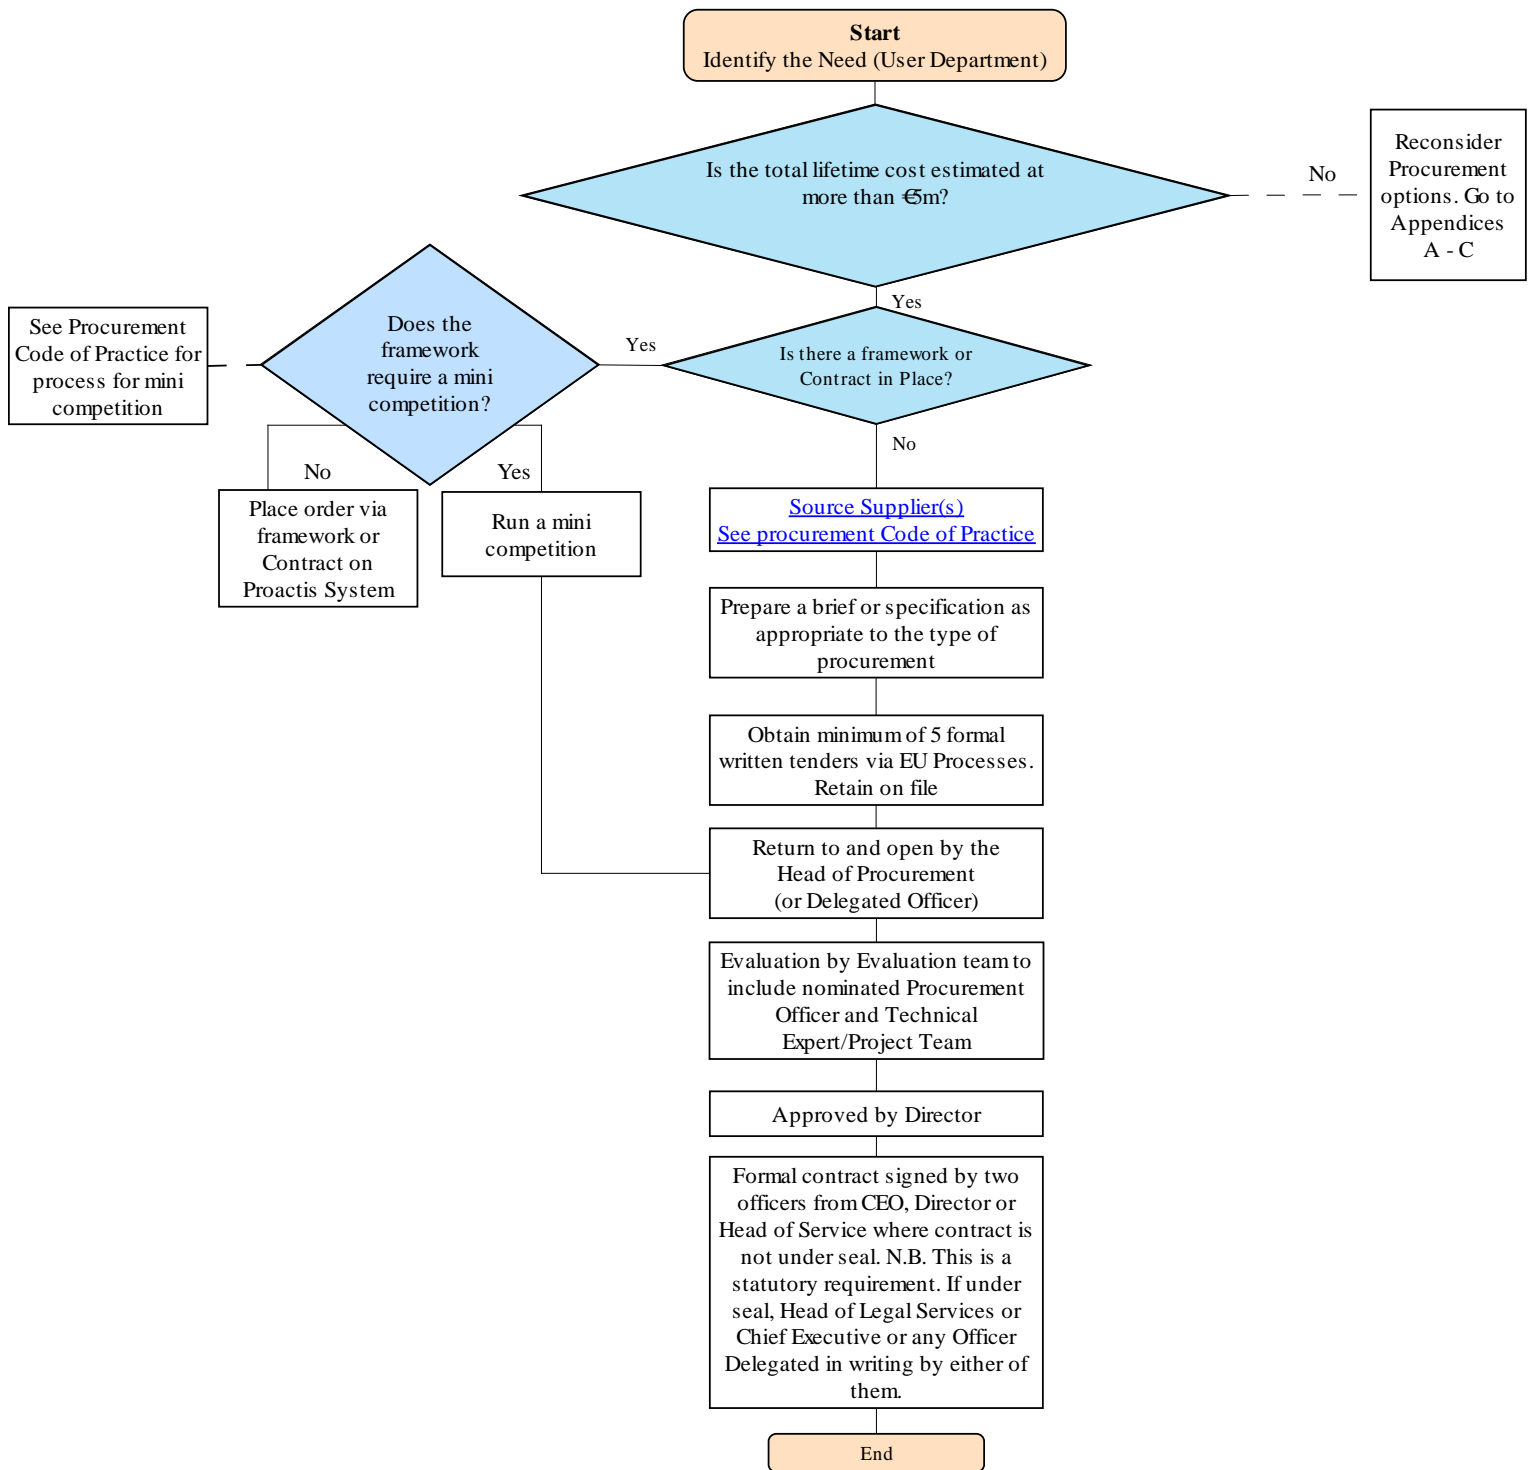 Start
Identify the Need (User Department)
Is the total lifetime cost estimated at
more than €5m?
No
Reconsider
Procurement
options. Go to
Appendices
A - C
Yes
See Procurement
Code of Practice for
process for mini
competition
Does the
framework
require a mini
competition?
Yes
Is there a framework or
Contract in Place?
No
Yes
No
Place order via
framework or
Contract on
Proactis System
Run a mini
competition
Source Supplier(s)
See procurement Code of Practice
Prepare a brief or specification as
appropriate to the type of
procurement
Obtain minimum of 5 formal
written tenders via EU Processes.
Retain on file
Return to and open by the
Head of Procurement
(or Delegated Officer)
Evaluation by Evaluation team to
include nominated Procurement
Officer and Technical
Expert/Project Team
Approved by Director
Formal contract signed by two
officers from CEO, Director or
Head of Service where contract is
not under seal. N.B. This is a
statutory requirement. If under
seal, Head of Legal Services or
Chief Executive or any Officer
Delegated in writing by either of
them.
End